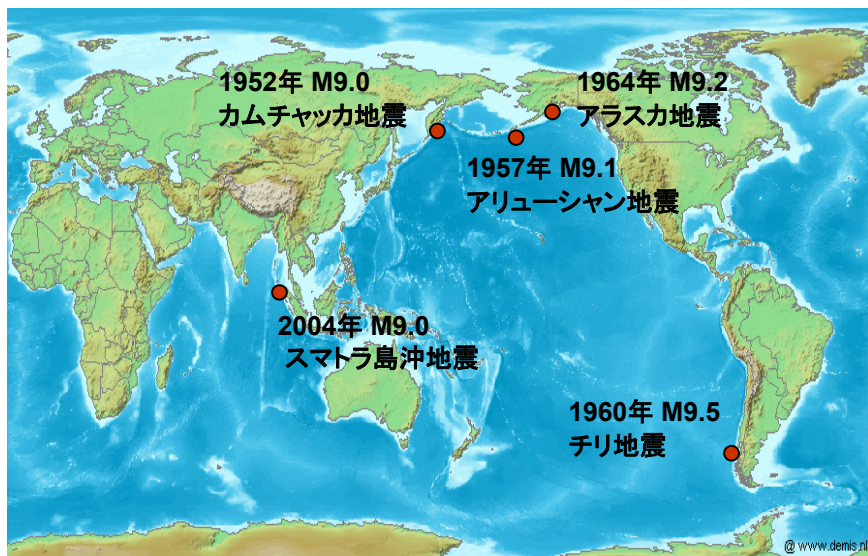 1952年 M9.0
カムチャッカ地震
1964年 M9.2
アラスカ地震
1957年 M9.1
アリューシャン地震
2004年 M9.0
スマトラ島沖地震
1960年 M9.5
チリ地震
@ www.demis.nl